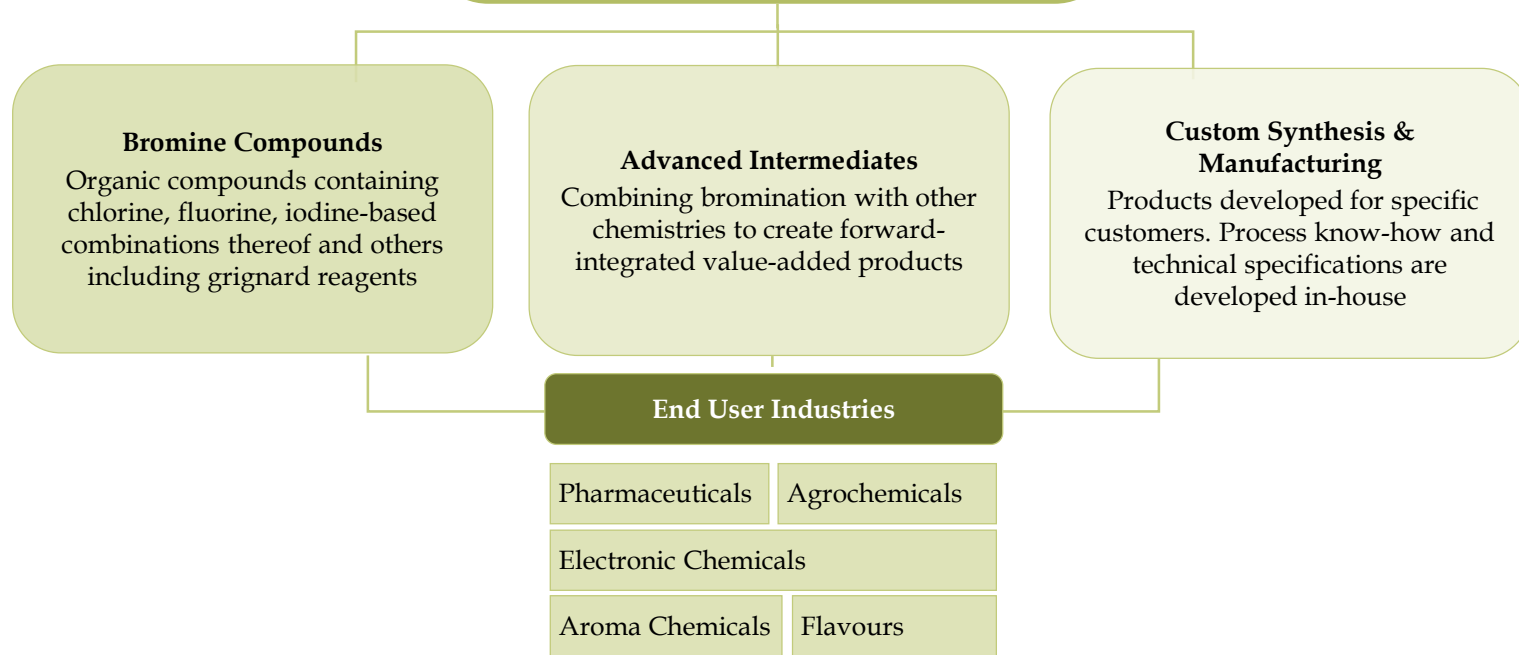 Bromine Compounds
Organic compounds containing
chlorine, fluorine, iodine-based
combinations thereof and others
including grignard reagents
Advanced Intermediates
Combining bromination with other
chemistries to create forward-
integrated value-added products
Custom Synthesis &
Manufacturing
Products developed for specific
customers. Process know-how and
technical specifications are
developed in-house
End User Industries
Pharmaceuticals
Agrochemicals
Electronic Chemicals
Aroma Chemicals
Flavours